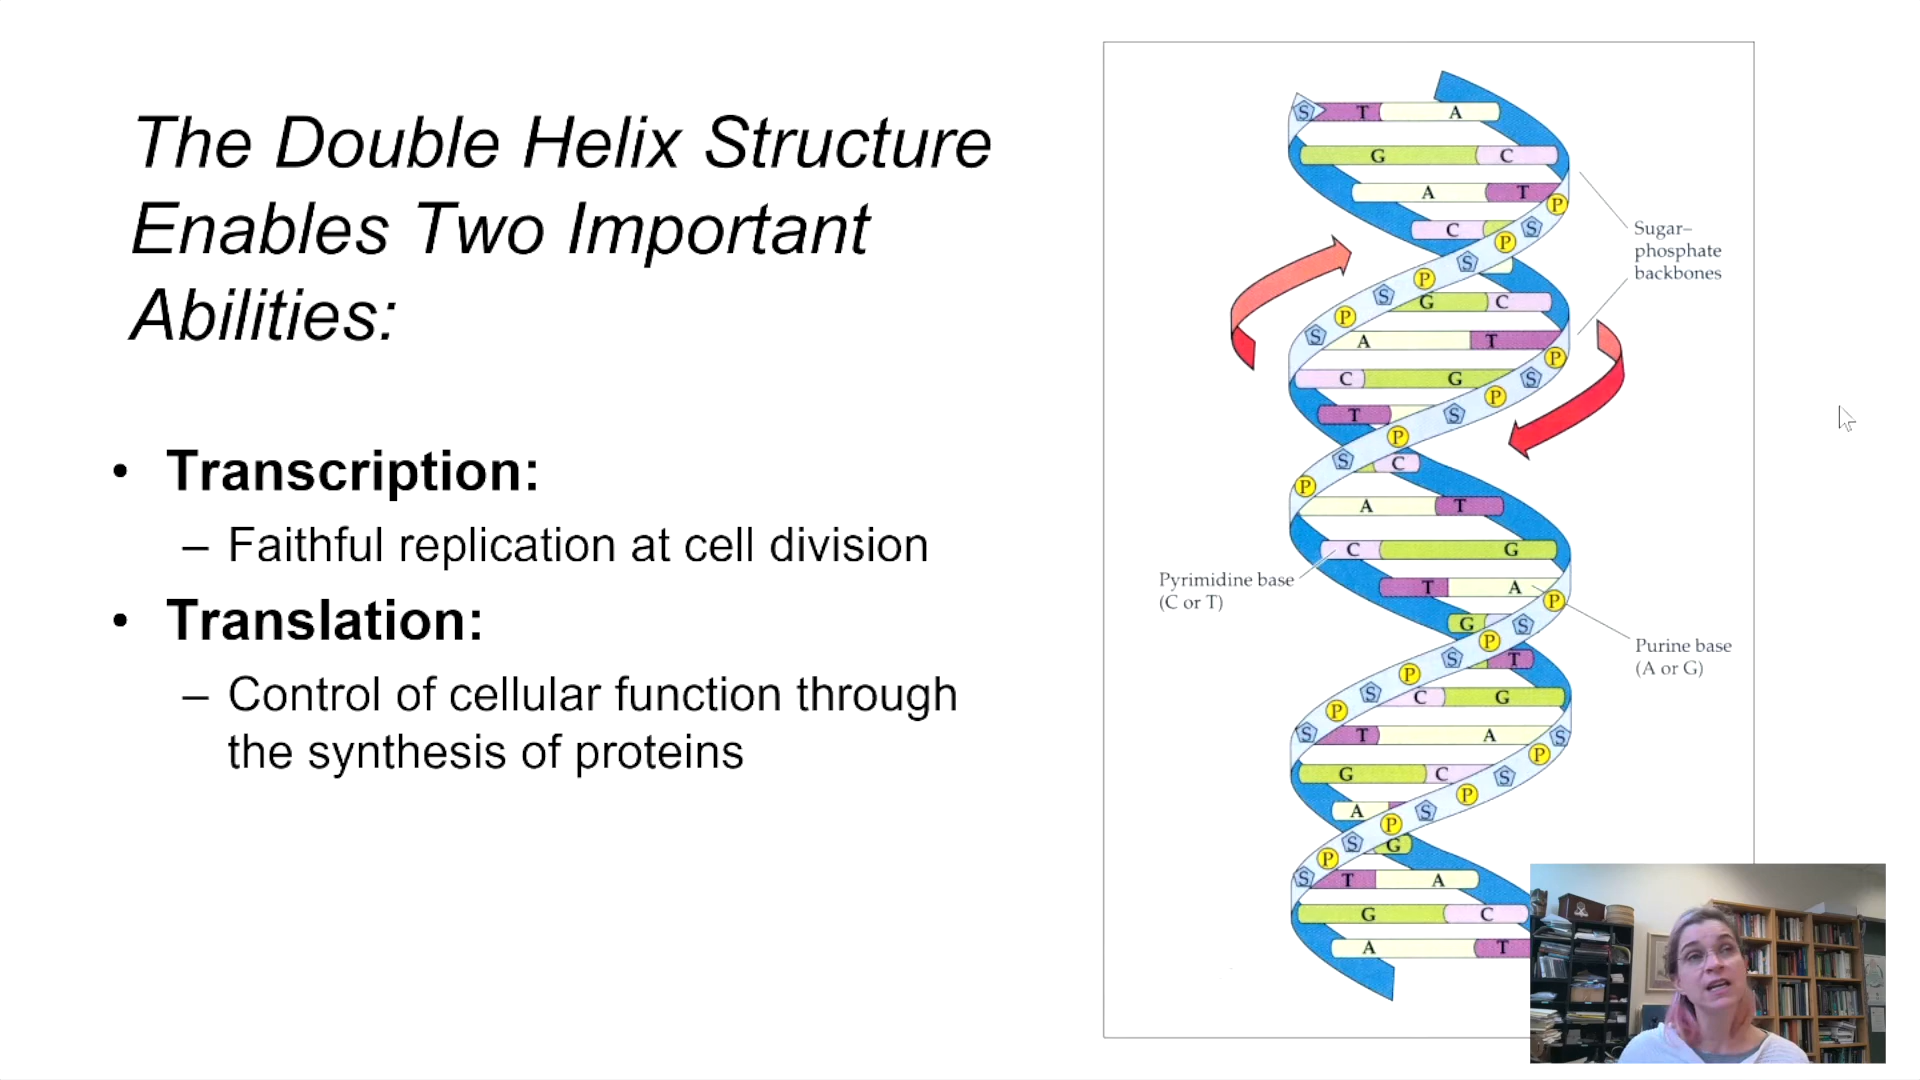 The Double Helix Structure
Enables Two Important
Abilities:
• Transcription:
– Faithful replication at cell division
• Translation:
– Control of cellular function through
the synthesis of proteins
S T A
G C
A T
P
C
P S
S
P
S G C
P
S A T
P
C G S
P
T S
P
S C
P
A T
C G
T A
P
G S
P
S T
P
S C G
P
S T A S
P
G C S
P
A S
P
S G
P
S T A
G C
A T
Sugar–
phosphate
backbones
Pyrimidine base
(C or T)
Purine base
(A or G)